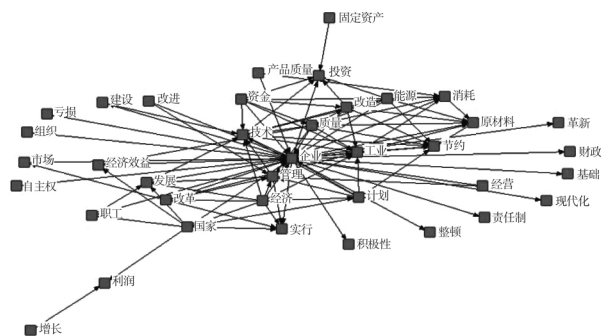 固定资产
产品质量
投资
建设
改进
资金
能源
消耗
改造
亏损
组织
技术
质量
原材料
革新
市场
经济效益
企业
工业
节约
财政
自主权
发展
管理
基础
经营
职工
改革
经济
计划
现代化
国家
实行
积极性
整顿
责任制
利润
增长